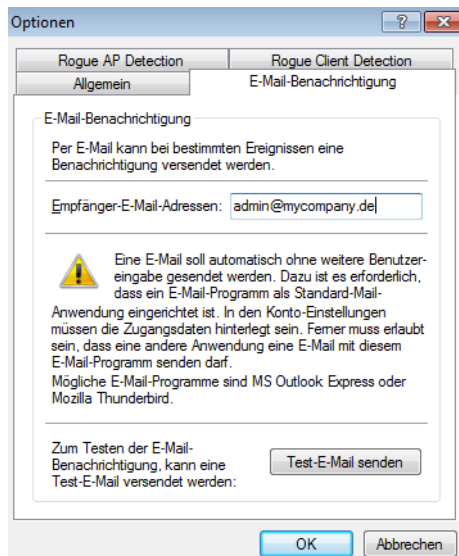 Optionen
Rogue AP Detection
Rogue Client Detection
Allgemein
E-Mail-Benachrichtigung
E-Mail-Benachrichtigung
Per E-Mail kann bei bestimmten Ereignissen eine
Benachrichtigung versendet werden.
Empfänger-E-Mail-Adressen:
admin@mycompany.de
Eine E-Mail soll automatisch ohne weitere Benutzer-
eingabe gesendet werden. Dazu ist es erforderlich,
dass ein E-Mail-Programm als Standard-Mail-
Anwendung eingerichtet ist. In den Konto-Einstellungen
müssen die Zugangsdaten hinterlegt sein. Ferner muss erlaubt
sein, dass eine andere Anwendung eine E-Mail mit diesem
E-Mail-Programm senden darf.
Mögliche E-Mail-Programme sind MS Outlook Express oder
Mozilla Thunderbird.
Zum Testen der E-Mail-
Benachrichtigung, kann eine
Test-E-Mail versendet werden:
Test-E-Mail senden
OK
Abbrechen